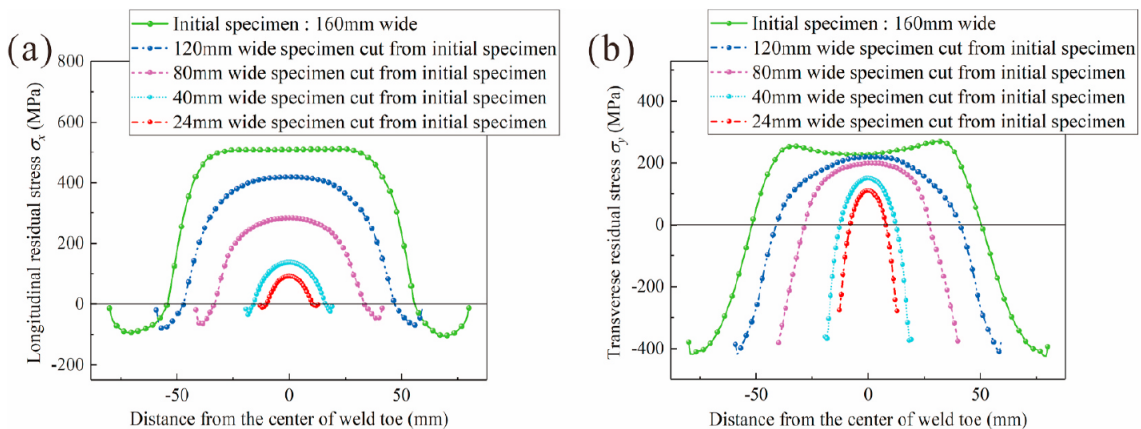 (a)
Initial specimen : 160mm wide
120mm wide specimen cut from initial specimen
80mm wide specimen cut from initial specimen
40mm wide specimen cut from initial specimen
24mm wide specimen cut from initial specimen
Longitudinal residual stress σx (MPa)
800
600
400
200
0
-200
-50
0
50
Distance from the center of weld toe (mm)
(b)
Initial specimen : 160mm wide
120mm wide specimen cut from initial specimen
80mm wide specimen cut from initial specimen
40mm wide specimen cut from initial specimen
24mm wide specimen cut from initial specimen
Transverese residual stress σy (MPa)
400
200
0
-200
-400
-50
0
50
Distance from the center of weld toe (mm)